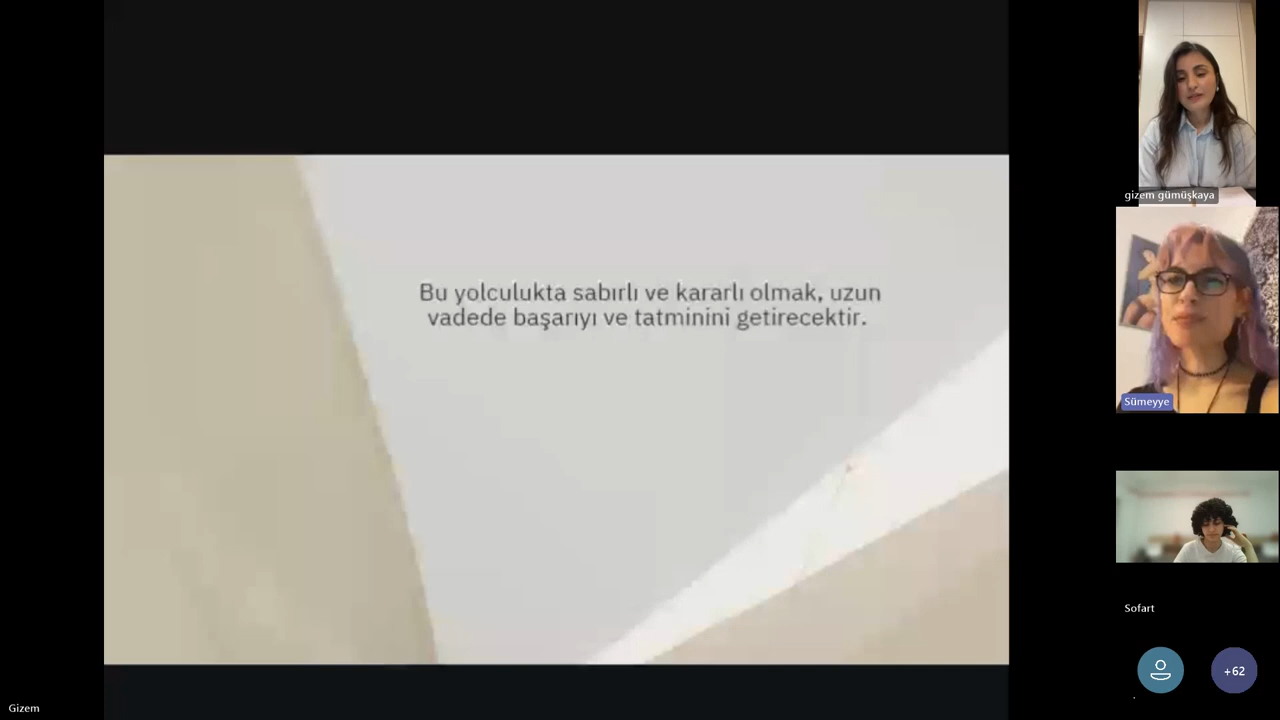 Bu yolculukta sabırlı ve kararlı olmak, uzun
vadede başarıyı ve tatminini getirecektir.
gizem gümüşkaya
Sümeyye
Sofart
+62
Gizem